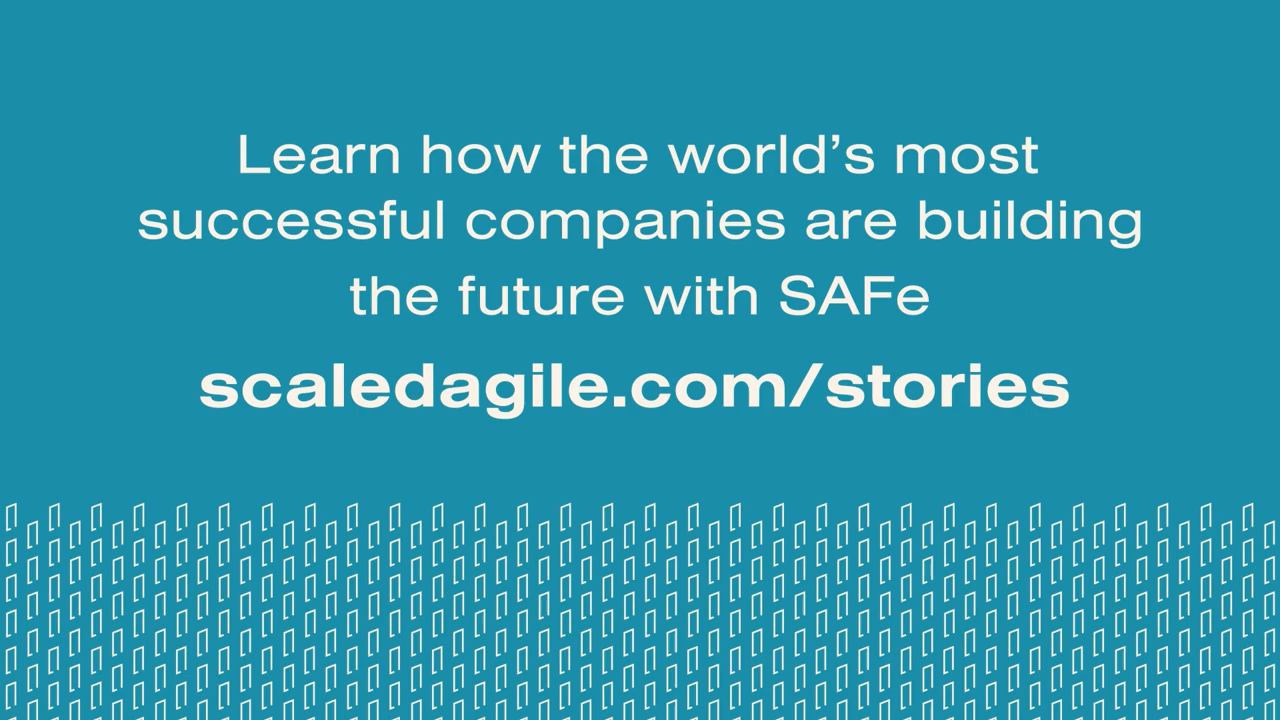 Learn how the world’s most
successful companies are building
the future with SAFe
scaledagile.com/stories